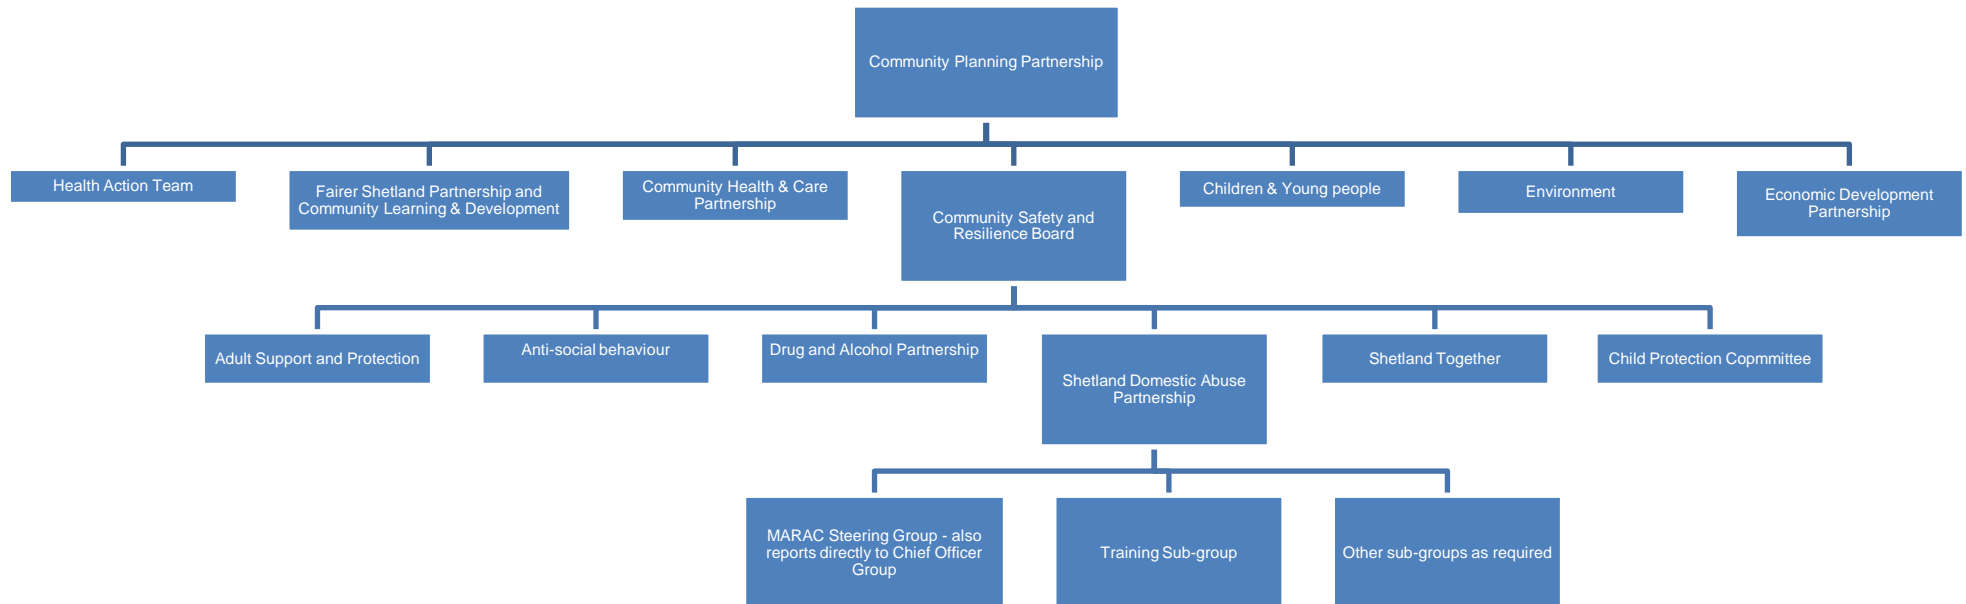 Community Planning Partnership
Health Action Team
Fairer Shetland Partnership and
Community Learning & Development
Community Health & Care
Partnership
Community Safety and
Resilience Board
Children & Young people
Environment
Economic Development
Partnership
Adult Support and Protection
Anti-social behaviour
Drug and Alcohol Partnership
Shetland Domestic Abuse
Partnership
Shetland Together
Child Protection Copmmittee
MARAC Steering Group - also
reports directly to Chief Officer
Group
Training Sub-group
Other sub-groups as required